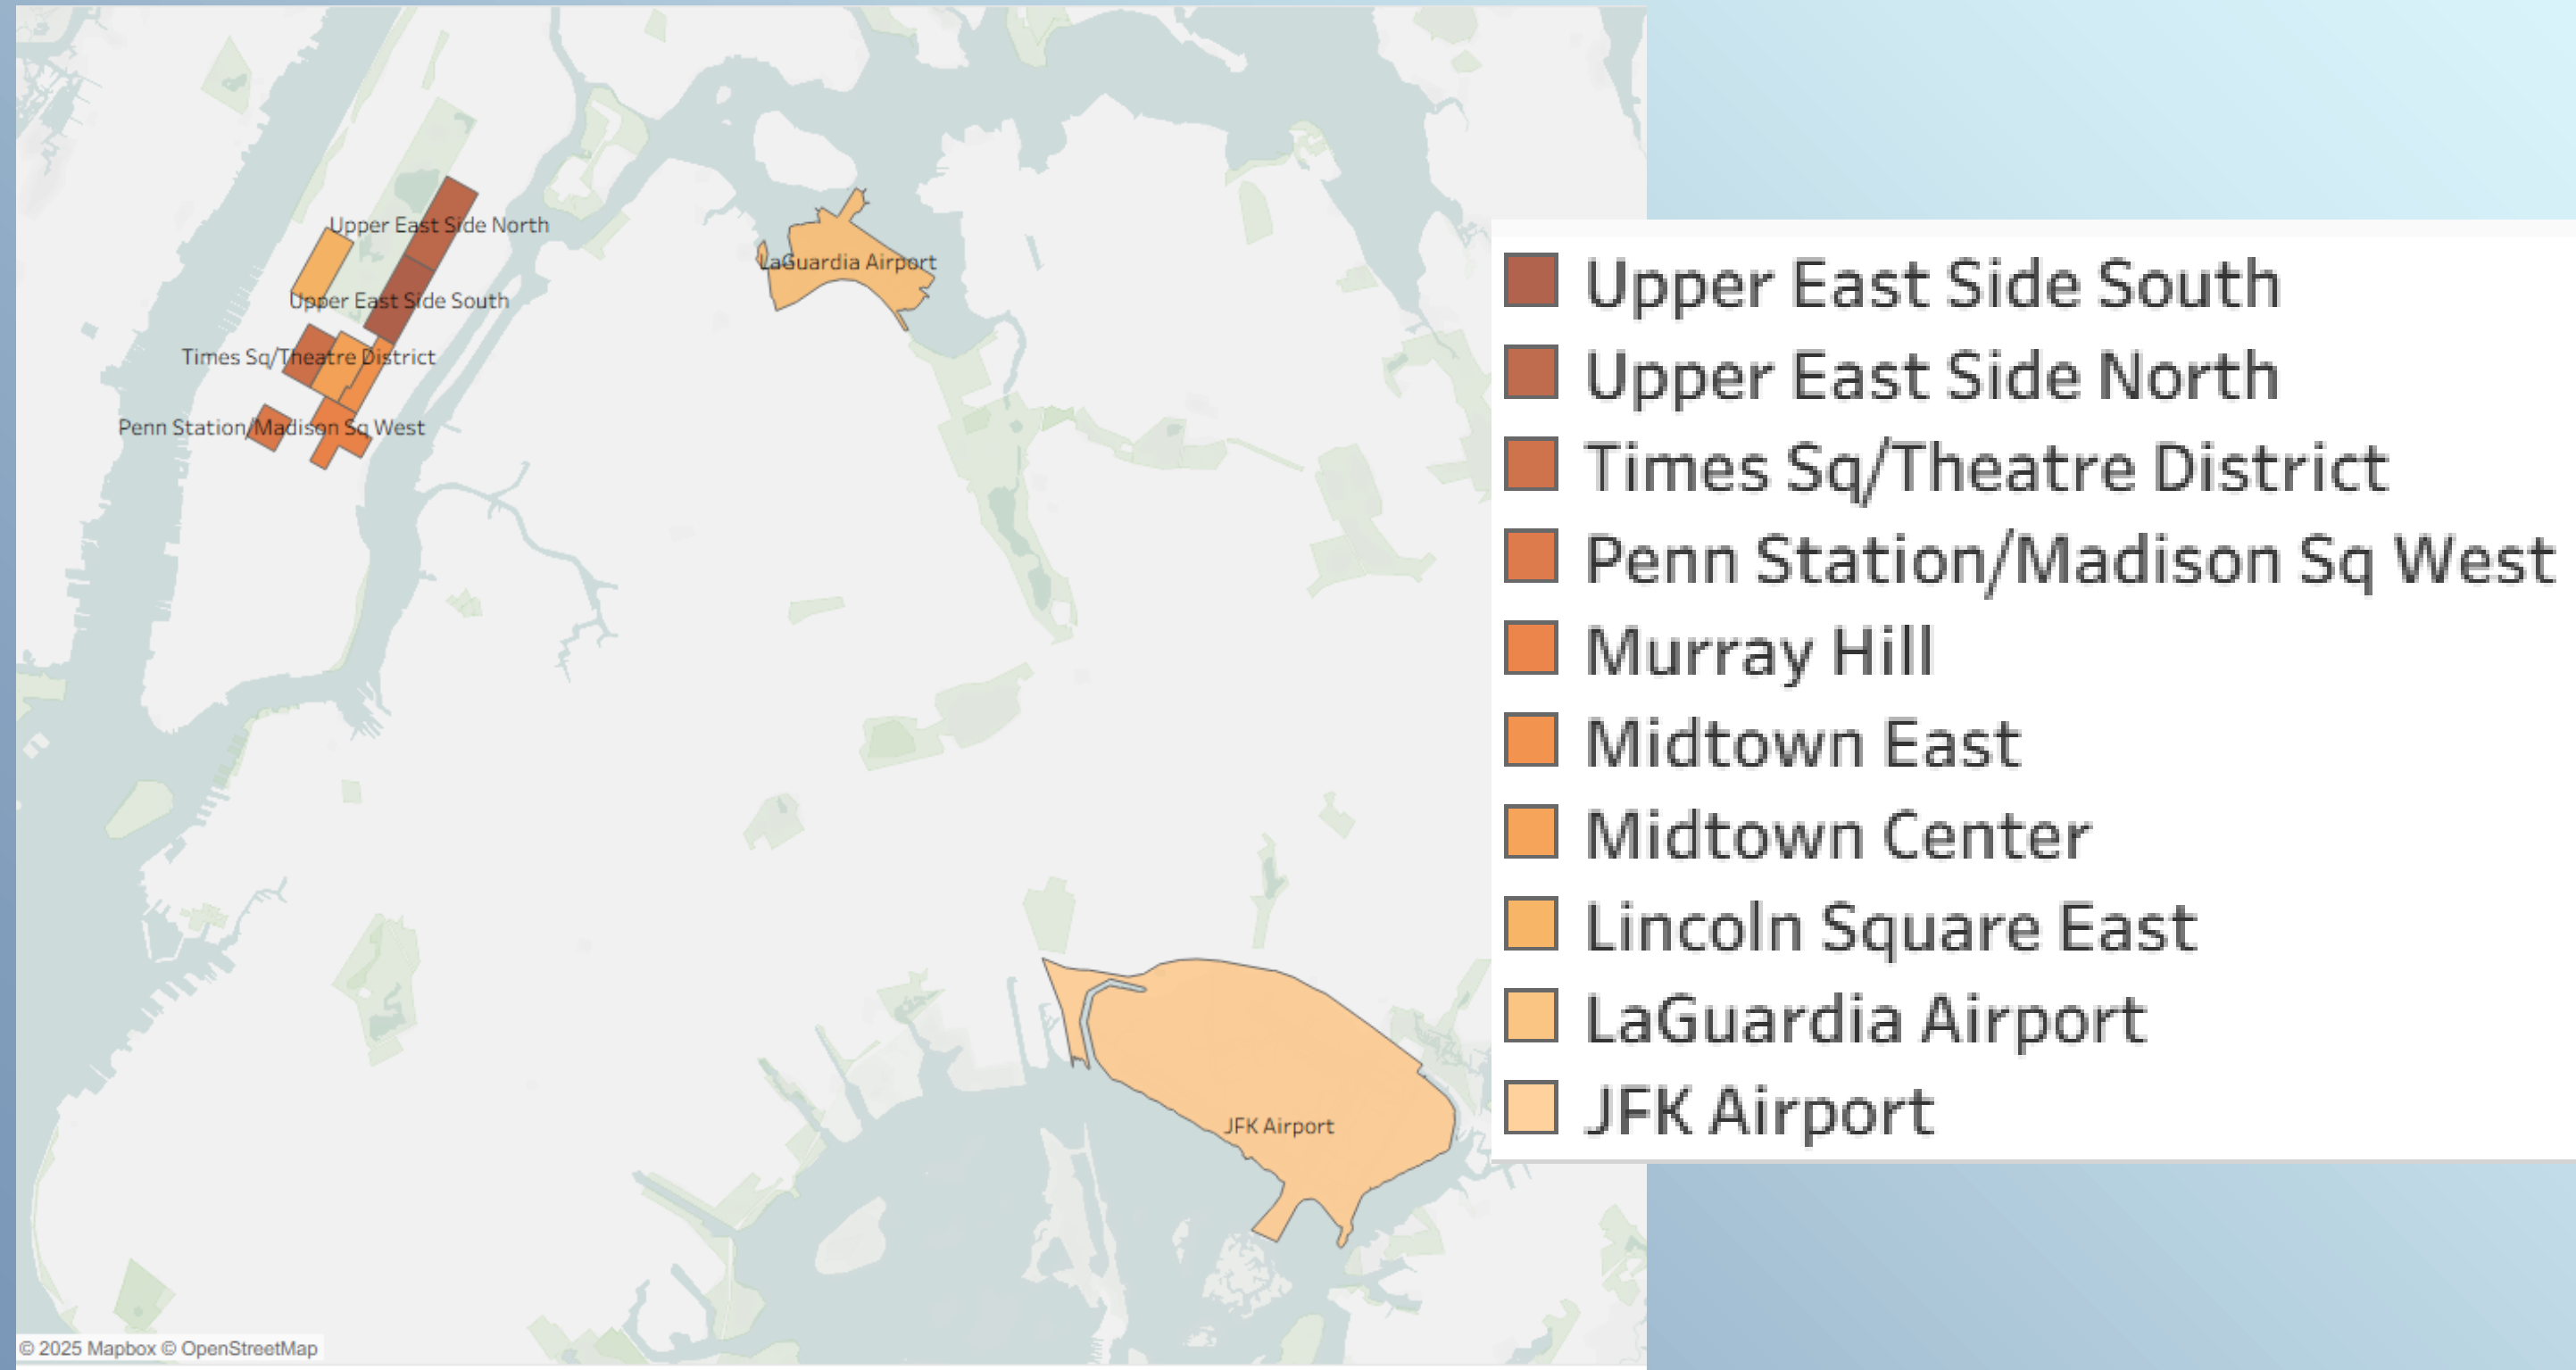 Upper East Side North
LaGuardia Airport
Upper East Side South
Times Sq/Theatre District
Penn Station/Madison Sq West
JFK Airport
© 2025 Mapbox © OpenStreetMap
Upper East Side South
Upper East Side North
Times Sq/Theatre District
Penn Station/Madison Sq West
Murray Hill
Midtown East
Midtown Center
Lincoln Square East
LaGuardia Airport
JFK Airport